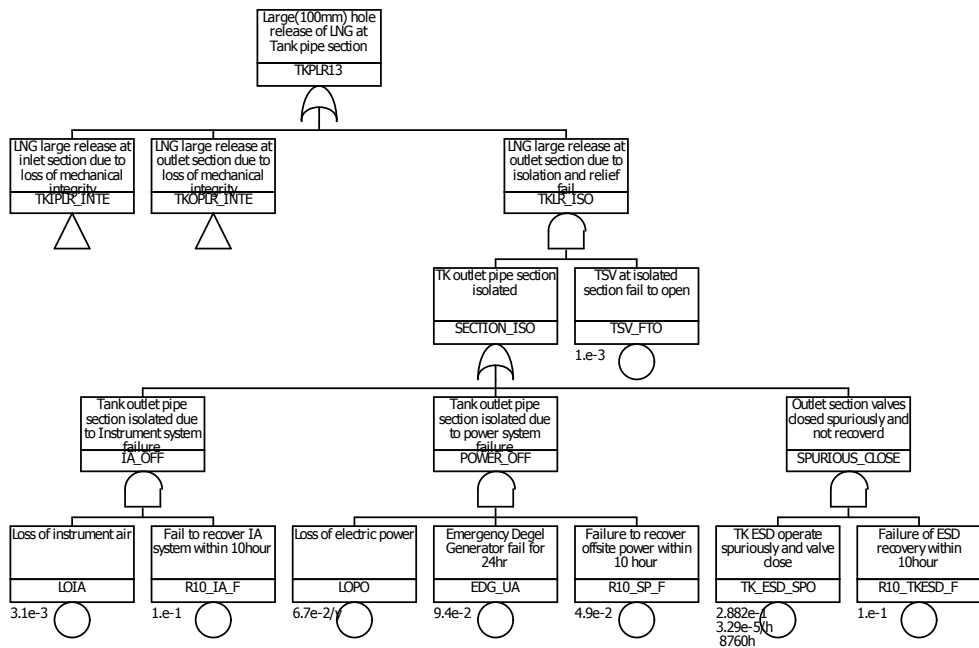 Large(100mm) hole
release of LNG at
Tank pipe section
TKPLR13
LNG large release at
inlet section due to
loss of mechanical
integrity
TKIPLR_INTE
LNG large release at
outlet section due to
loss of mechanical
integrity
TKOPLR_INTE
LNG large release at
outlet section due to
isolation and relief
fail
TKLR_ISO
TK outlet pipe section
isolated
SECTION_ISO
TSV at isolated
section fail to open
TSV_FTO
1.e-3
Tank outlet pipe
section isolated due
to Instrument system
failure
IA_OFF
Tank outlet pipe
section isolated due to
power system
failure
POWER_OFF
Outlet section valves
closed spuriously and
not recoverd
SPURIOUS_CLOSE
Loss of instrument air
LOIA
3.1e-3
Fail to recover IA
system within 10hour
R10_IA_F
1.e-1
Loss of electric power
LOPO
6.7e-2/y
Emergency Degel
Generator fail for
24hr
EDG_UA
9.4e-2
Failure to recover
offsite power within
10 hour
R10_SP_F
4.9e-2
TK ESD operate
spuriously and valve
close
TK_ESD_SPO
2.882e-1
3.29e-5/h
8760h
Failure of ESD
recovery within
10hour
R10_TKESD_F
1.e-1